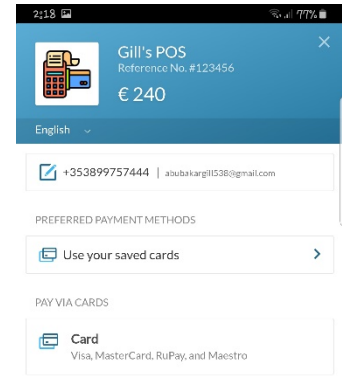 2:18 77%
Gill's POS
Reference No. #123456
€ 240
English
+353899757444 | abubakargill538@gmail.com
PREFERRED PAYMENT METHODS
Use your saved cards
PAY VIA CARDS
Card
Visa, MasterCard, RuPay, and Maestro